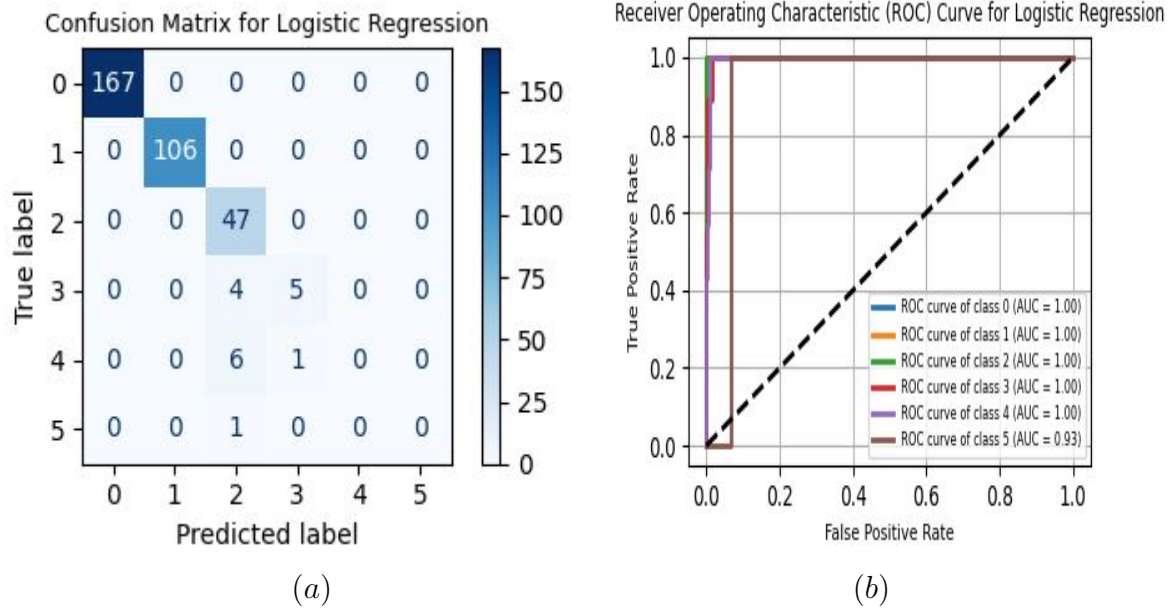 Confusion Matrix for Logistic Regression
0 167 0 0 0 0 0
1 0 106 0 0 0 0
2 0 0 47 0 0 0
3 0 0 4 5 0 0
4 0 0 6 1 0 0
5 0 0 1 0 0 0
0 1 2 3 4 5
True label
Predicted label
150
125
100
75
50
25
0
(a)
Receiver Operating Characteristic (ROC) Curve for Logistic Regression
1.0
0.8
0.6
0.4
0.2
0.0
True Positive Rate
ROC curve of class 0 (AUC = 1.00)
ROC curve of class 1 (AUC = 1.00)
ROC curve of class 2 (AUC = 1.00)
ROC curve of class 3 (AUC = 1.00)
ROC curve of class 4 (AUC = 1.00)
ROC curve of class 5 (AUC = 0.93)
0.0 0.2 0.4 0.6 0.8 1.0
False Positive Rate
(b)